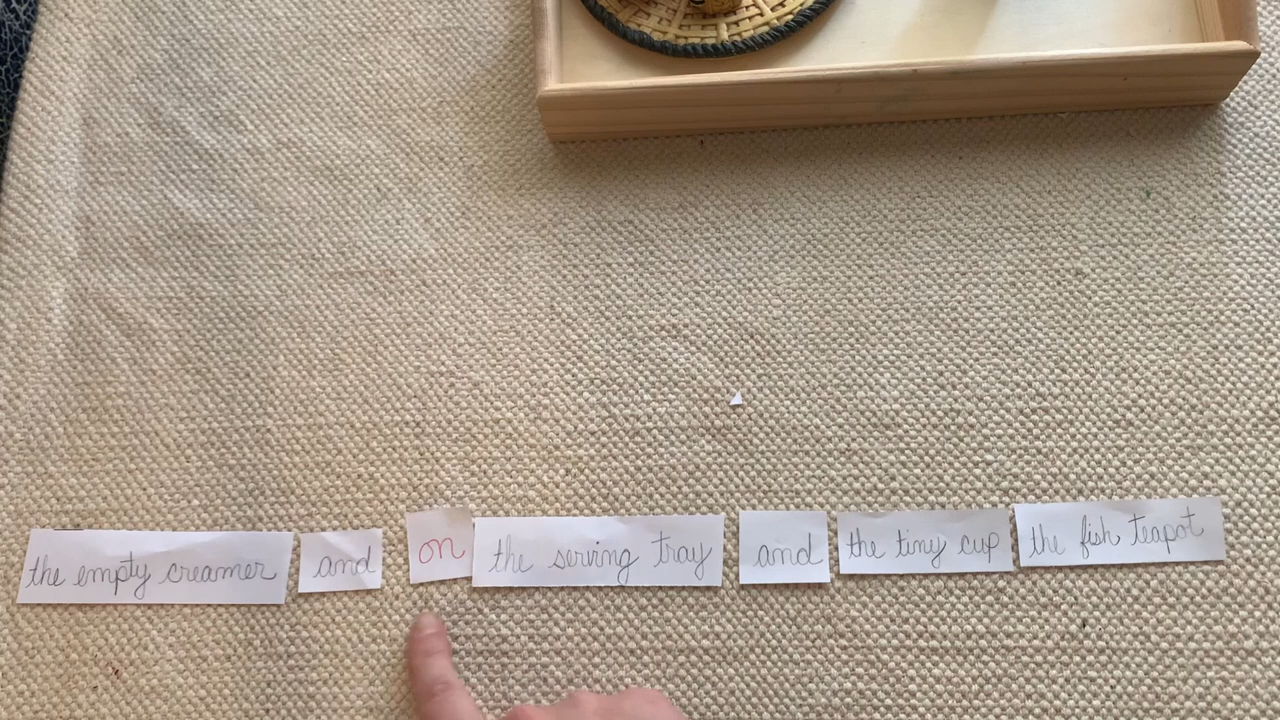 the empty creamer and on the serving tray and the tiny cup the fish teapot